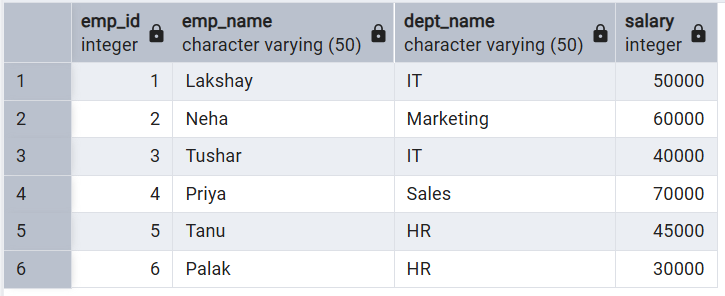 emp_id emp_name dept_name salary
integer character varying (50) character varying (50) integer
1 1 Lakshay IT 50000
2 2 Neha Marketing 60000
3 3 Tushar IT 40000
4 4 Priya Sales 70000
5 5 Tanu HR 45000
6 6 Palak HR 30000